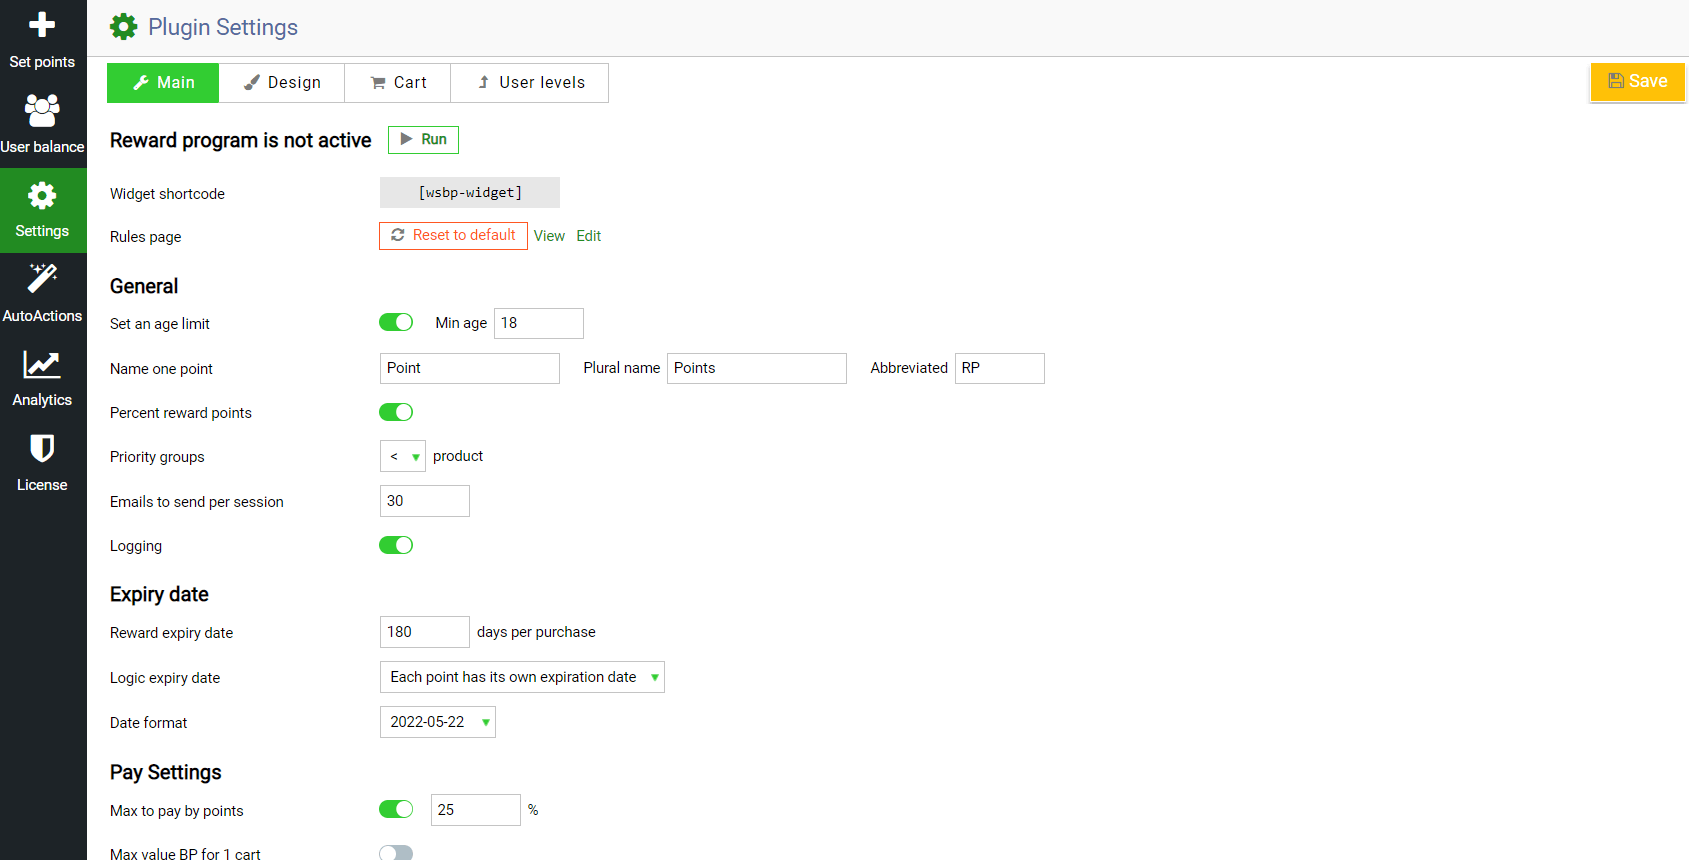 Plugin Settings
Set points
User balance
Settings
AutoActions
Analytics
License
Main
Design
Cart
User levels
Save
Reward program is not active
Run
Widget shortcode
[wsbp-widget]
Rules page
Reset to default
View
Edit
General
Set an age limit
Min age
18
Name one point
Point
Plural name
Points
Abbreviated
RP
Percent reward points
Priority groups
<
product
Emails to send per session
30
Logging
Expiry date
Reward expiry date
180
days per purchase
Logic expiry date
Each point has its own expiration date
Date format
2022-05-22
Pay Settings
Max to pay by points
25
%
Max value BP for 1 cart